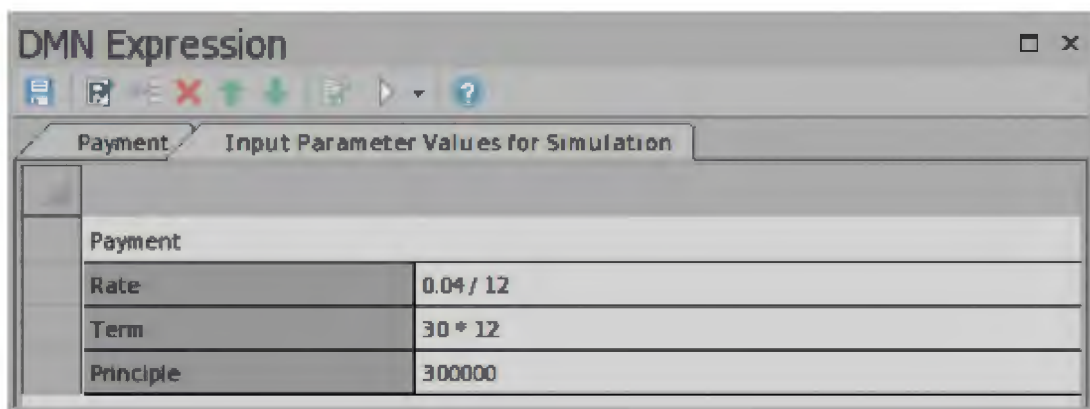 DMN Expression
Payment
Input Parameter Values for Simulation
Payment
Rate 0.04 / 12
Term 30 * 12
Principle 300000